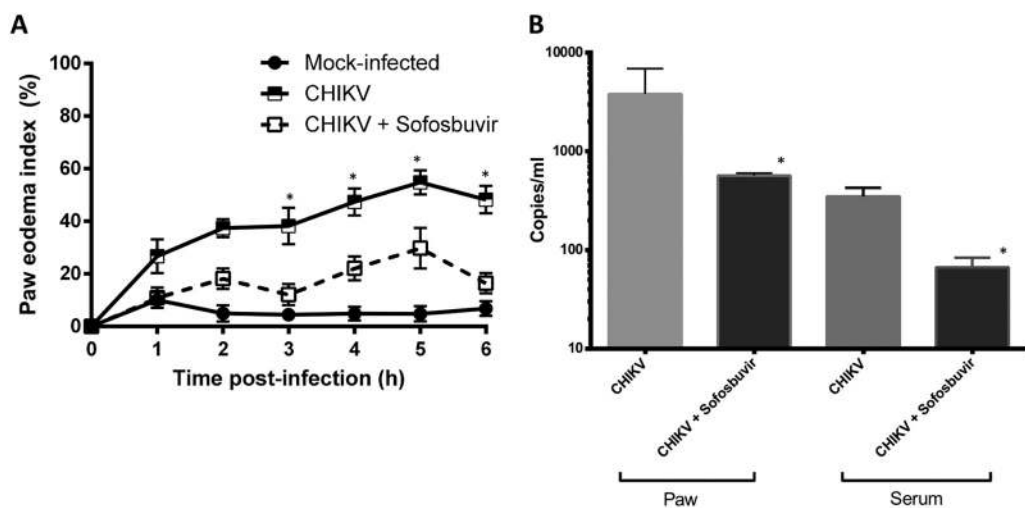 A
Paw eodema index (%)
100
80
60
40
20
0
Mock-infected
CHIKV
CHIKV + Sofosbuvir
*
*
*
*
0 1 2 3 4 5 6
Time post-infection (h)
B
Copies/ml
10000
1000
100
10
*
*
CHIKV
CHIKV + Sofosbuvir
CHIKV
CHIKV + Sofosbuvir
Paw
Serum